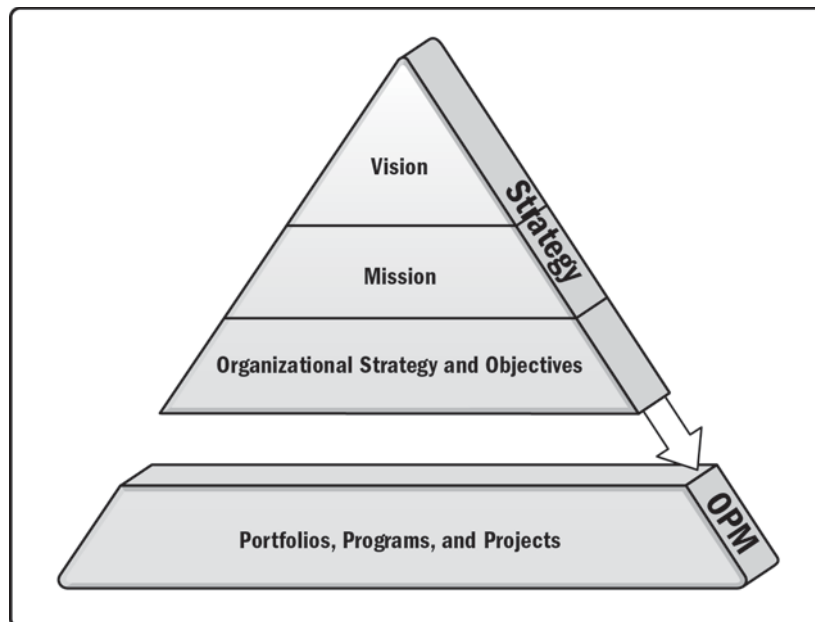 Vision
Strategy
Mission
Organizational Strategy and Objectives
Portfolios, Programs, and Projects
OPM